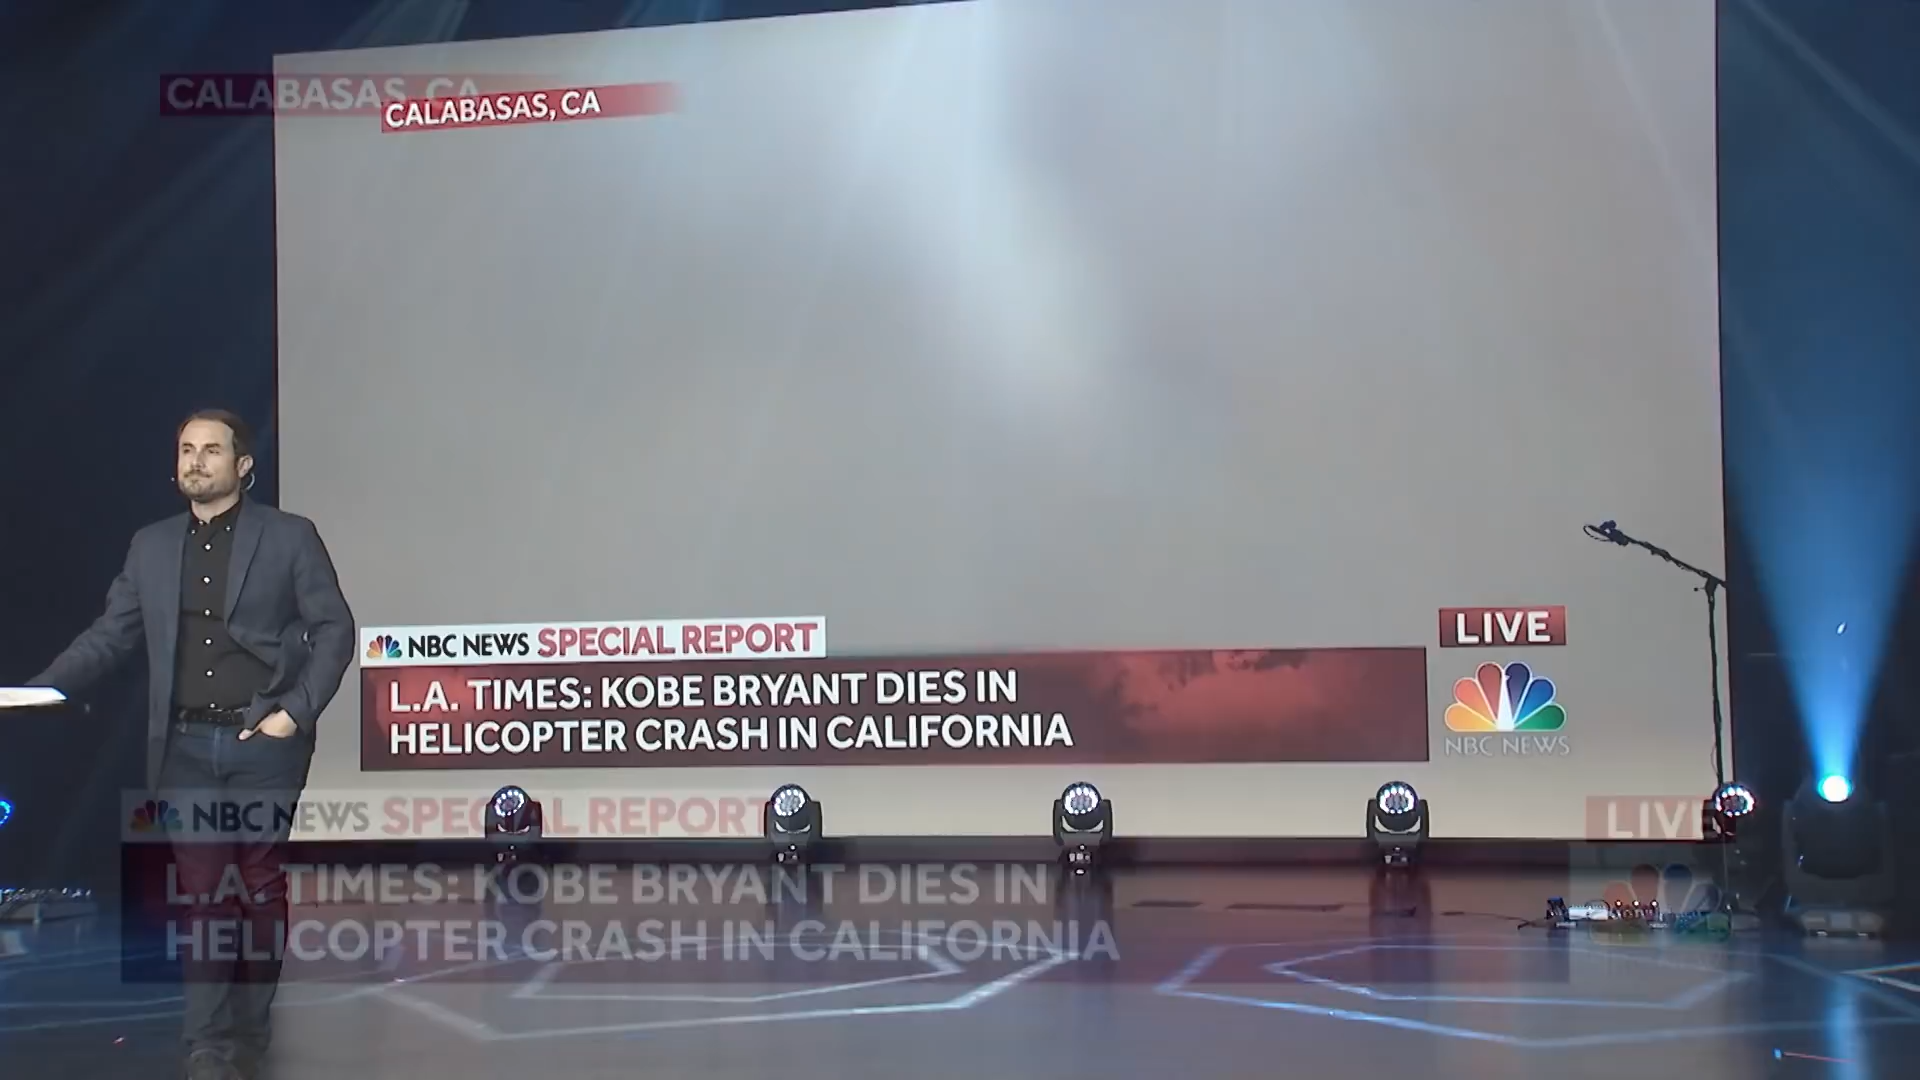 CALABASAS, CA
CALABASAS, CA
NBC NEWS SPECIAL REPORT
LIVE
L.A. TIMES: KOBE BRYANT DIES IN
HELICOPTER CRASH IN CALIFORNIA
NBC NEWS
NBC NEWS SPECIAL REPORT
LIVE
L.A. TIMES: KOBE BRYANT DIES IN
HELICOPTER CRASH IN CALIFORNIA